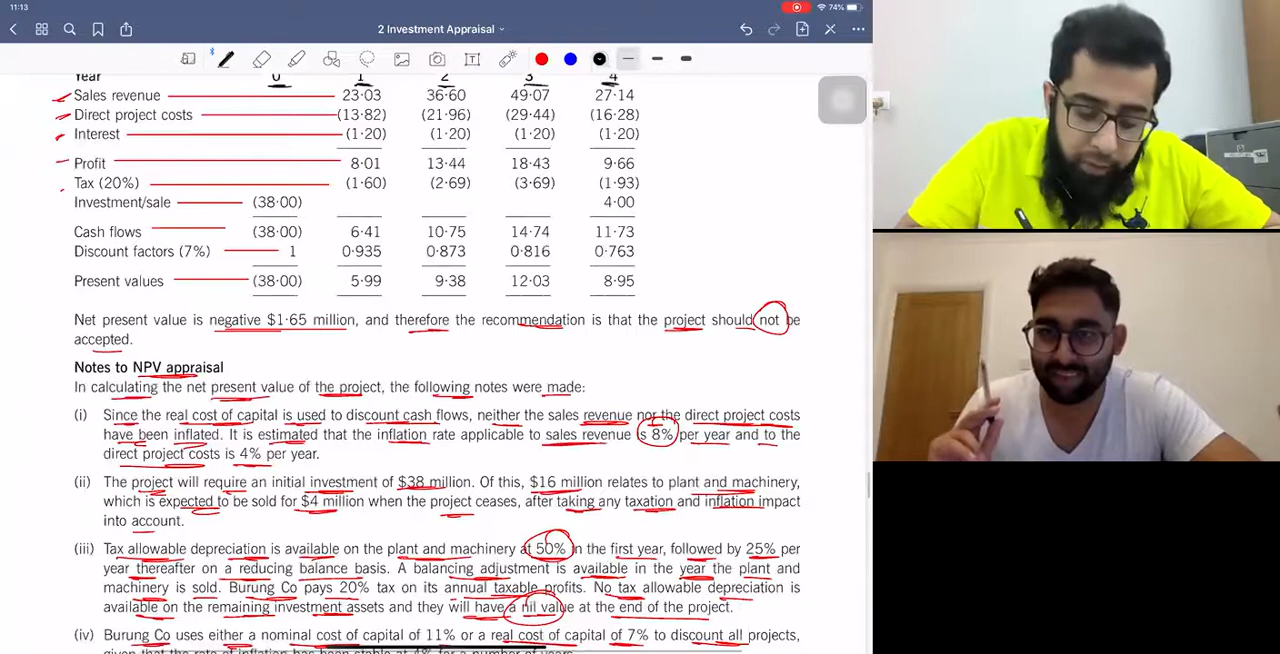 11:13
74%
2 Investment Appraisal
Year 0 1 2 3 4
Sales revenue 23·03 36·60 49·07 27·14
Direct project costs (13·82) (21·96) (29·44) (16·28)
Interest (1·20) (1·20) (1·20) (1·20)
Profit 8·01 13·44 18·43 9·66
Tax (20%) (1·60) (2·69) (3·69) (1·93)
Investment/sale (38·00) 4·00
Cash flows (38·00) 6·41 10·75 14·74 11·73
Discount factors (7%) 1 0·935 0·873 0·816 0·763
Present values (38·00) 5·99 9·38 12·03 8·95
Net present value is negative $1·65 million, and therefore the recommendation is that the project should not be
accepted.
Notes to NPV appraisal
In calculating the net present value of the project, the following notes were made:
(i) Since the real cost of capital is used to discount cash flows, neither the sales revenue nor the direct project costs
have been inflated. It is estimated that the inflation rate applicable to sales revenue is 8% per year and to the
direct project costs is 4% per year.
(ii) The project will require an initial investment of $38 million. Of this, $16 million relates to plant and machinery,
which is expected to be sold for $4 million when the project ceases, after taking any taxation and inflation impact
into account.
(iii) Tax allowable depreciation is available on the plant and machinery at 50% in the first year, followed by 25% per
year thereafter on a reducing balance basis. A balancing adjustment is available in the year the plant and
machinery is sold. Burung Co pays 20% tax on its annual taxable profits. No tax allowable depreciation is
available on the remaining investment assets and they will have a nil value at the end of the project.
(iv) Burung Co uses either a nominal cost of capital of 11% or a real cost of capital of 7% to discount all projects,
given that the rate of inflation has been stable at 4% for a number of years.